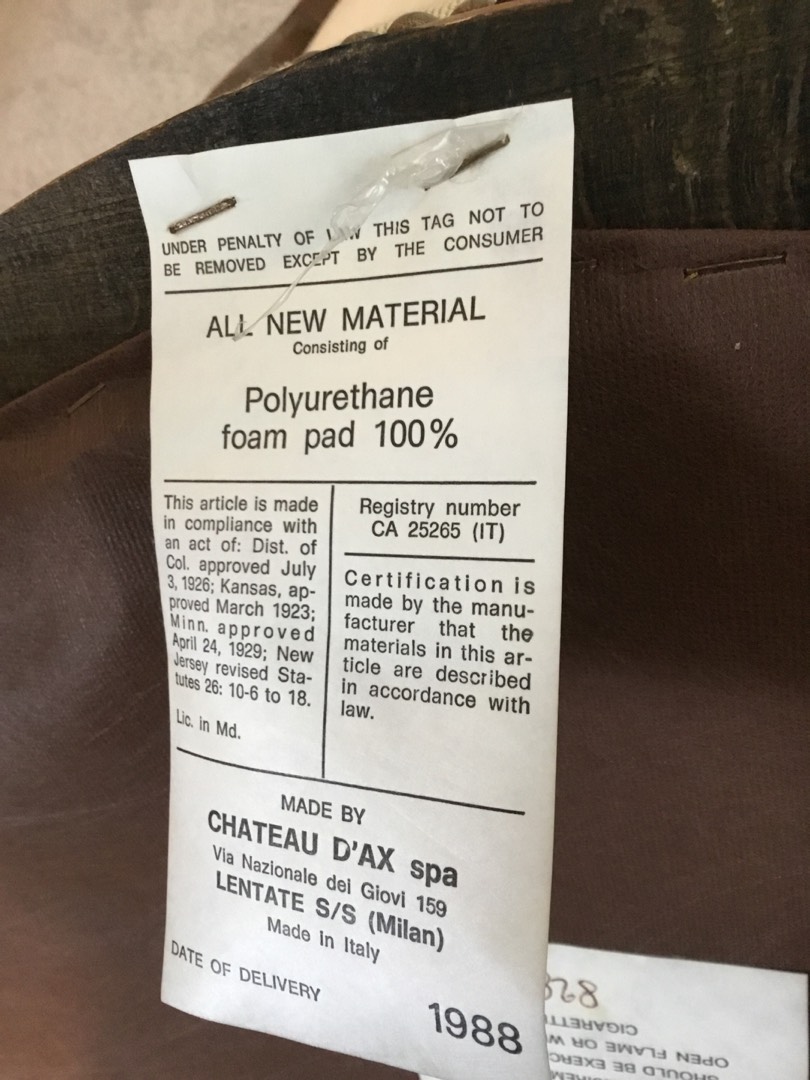 UNDER PENALTY OF LAW THIS TAG NOT TO
BE REMOVED EXCEPT BY THE CONSUMER
ALL NEW MATERIAL
Consisting of
Polyurethane
foam pad 100%
This article is made
in compliance with
an act of: Dist. of
Col. approved July
3, 1926; Kansas, ap-
proved March 1923;
Minn. approved
April 24, 1929; New
Jersey revised Sta-
tutes 26: 10-6 to 18.
Lic. in Md.
Registry number
CA 25265 (IT)
Certification is
made by the manu-
facturer that the
materials in this ar-
ticle are described
in accordance with
law.
MADE BY
CHATEAU D'AX spa
Via Nazionale dei Giovi 159
LENTATE S/S (Milan)
Made in Italy
DATE OF DELIVERY
1988
SHOULD BE
OPEN FLAME OR